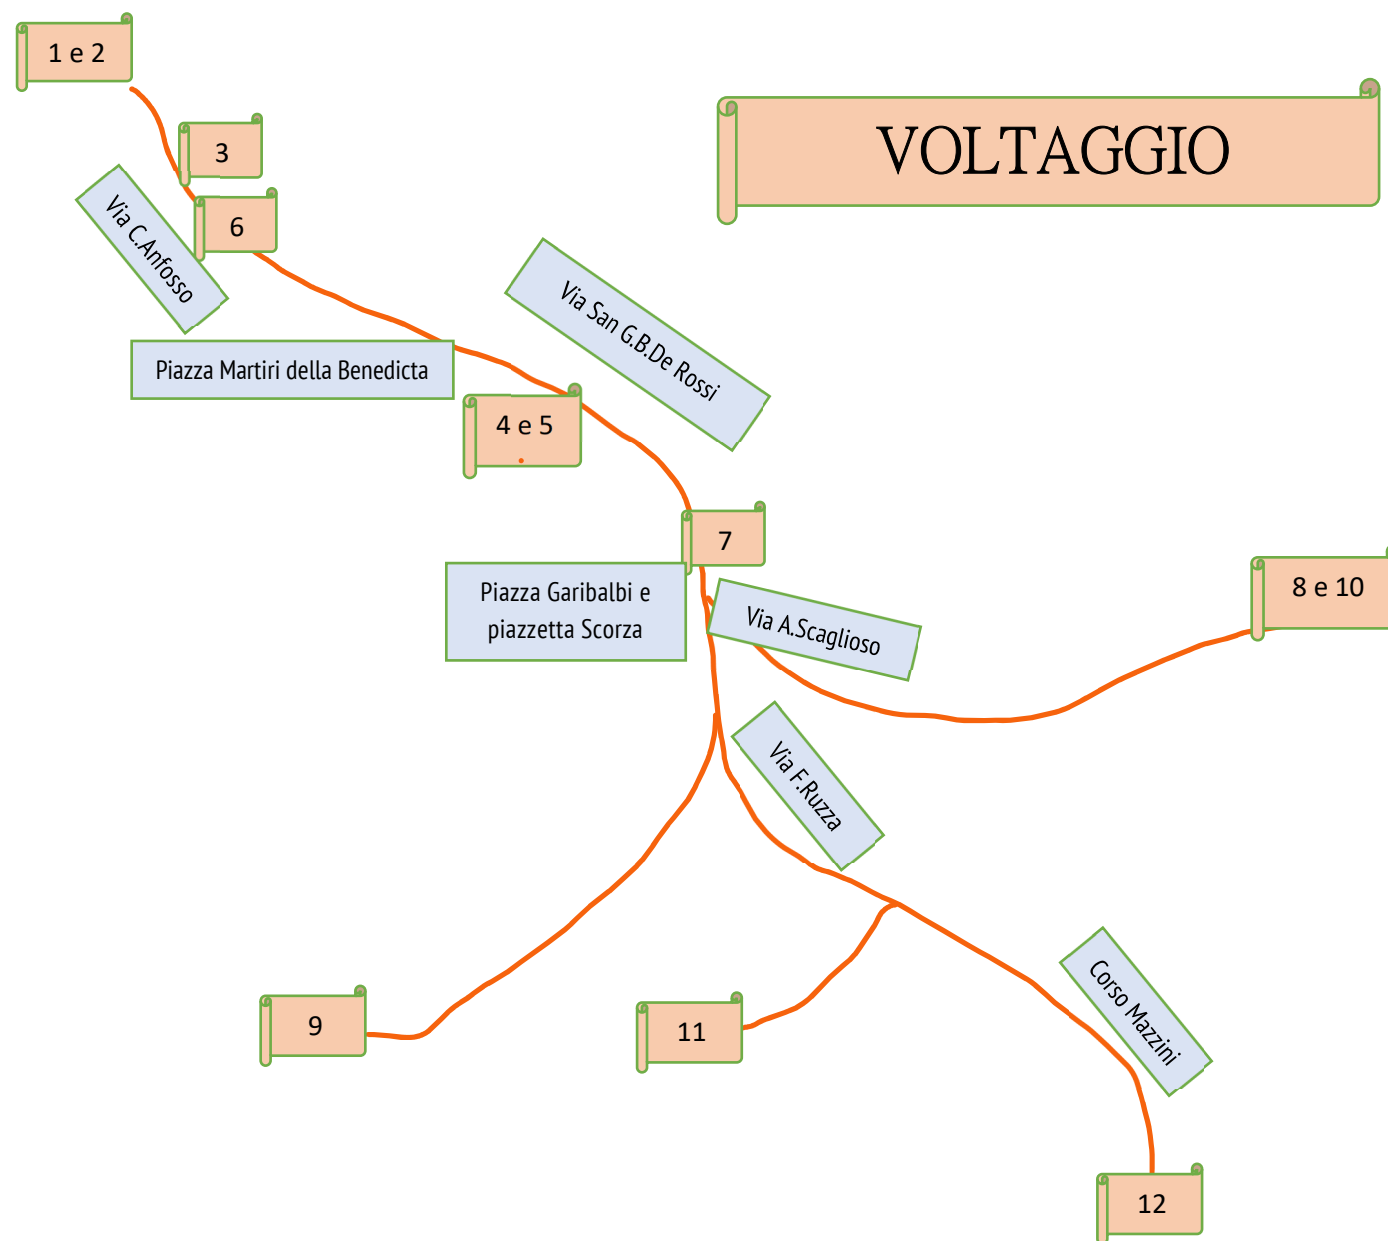 1 e 2
VOLTAGGIO
3
6
Via C.Anfosso
Via San G.B.De Rossi
Piazza Martiri della Benedicta
4 e 5
7
Piazza Garibalbi e
piazzetta Scorza
Via A.Scaglioso
8 e 10
Via F.Ruzza
9
11
Corso Mazzini
12